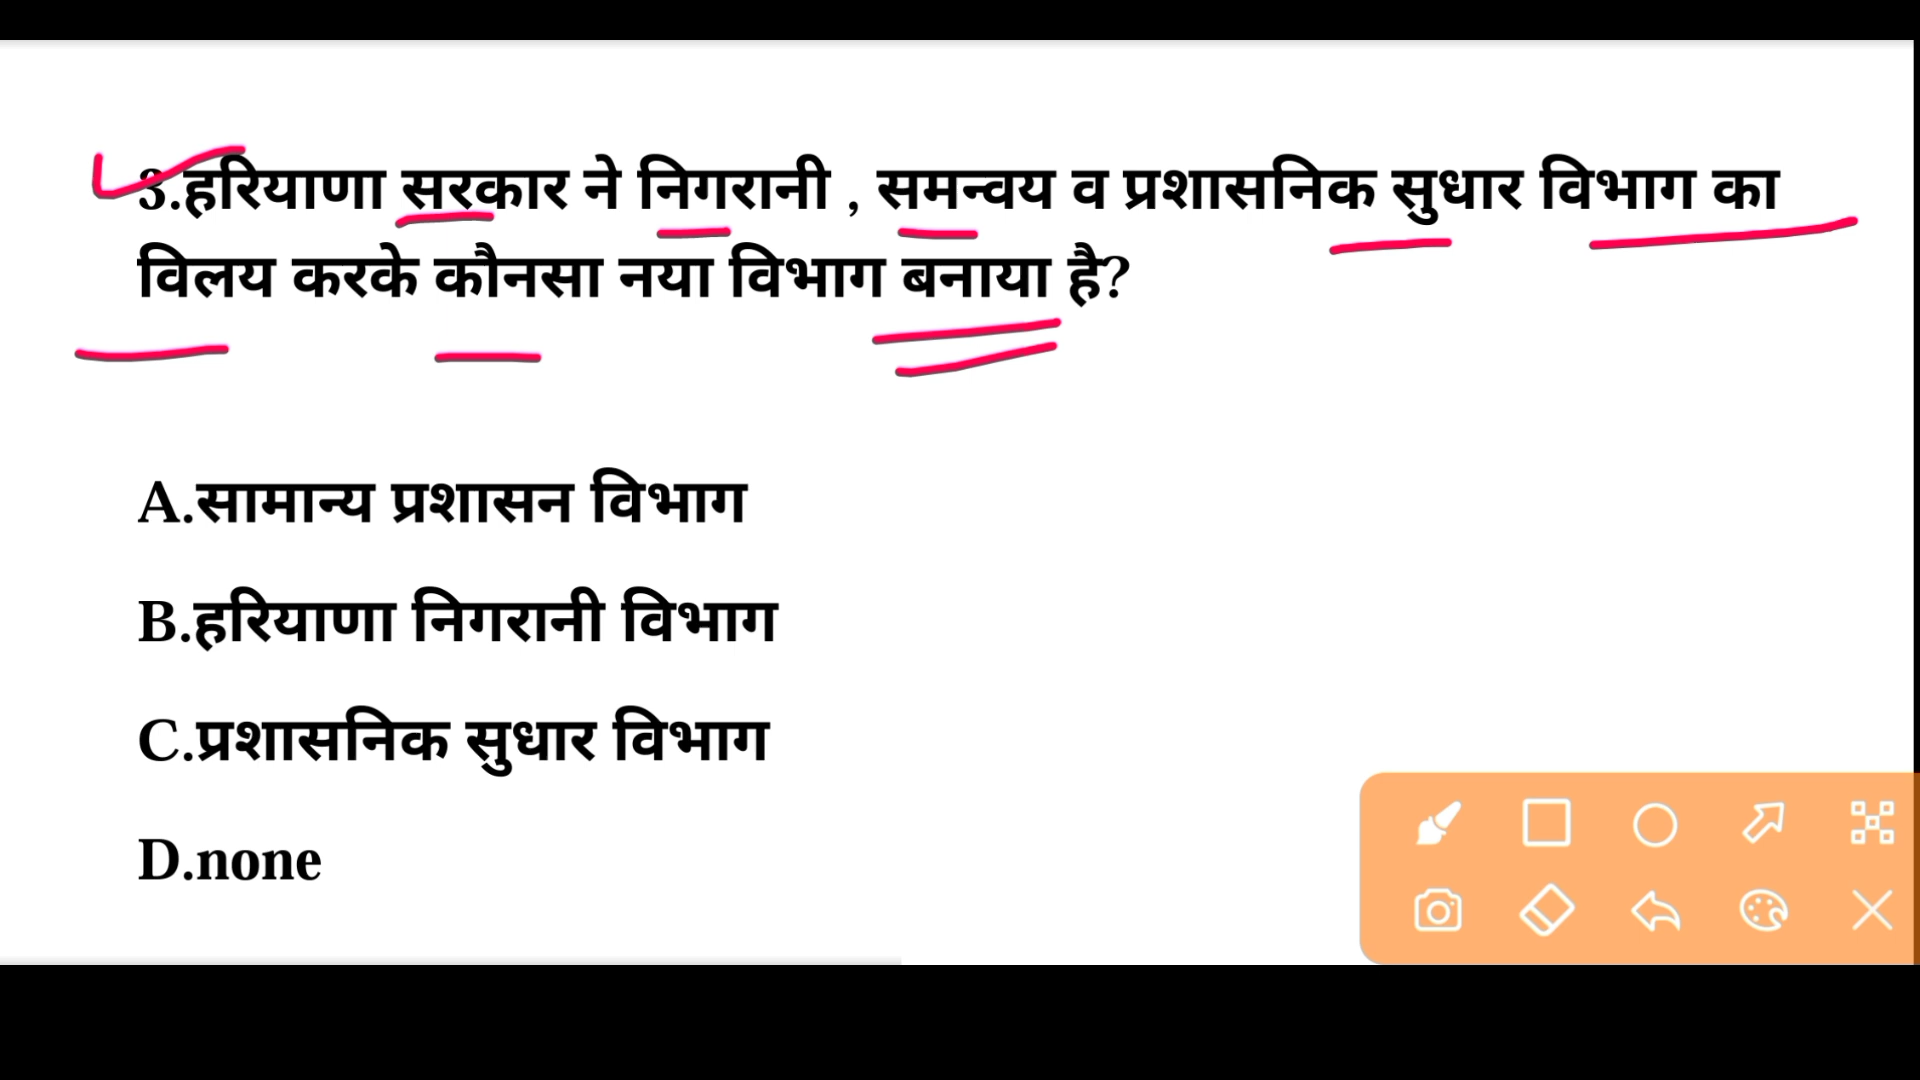 3.हरियाणा सरकार ने निगरानी , समन्वय व प्रशासनिक सुधार विभाग का
विलय करके कौनसा नया विभाग बनाया है?
A.सामान्य प्रशासन विभाग
B.हरियाणा निगरानी विभाग
C.प्रशासनिक सुधार विभाग
D.none